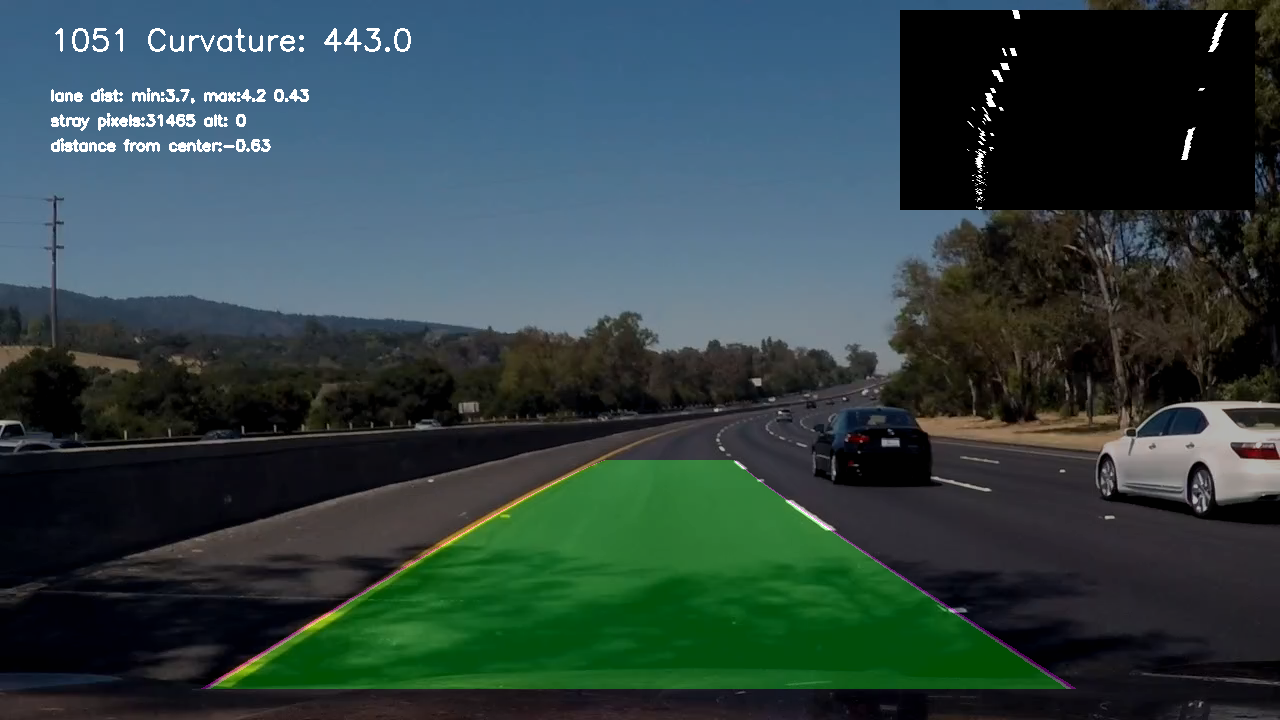 1051 Curvature: 443.0
lane dist: min:3.7, max:4.2 0.43
stray pixels:31465 alt: 0
distance from center:-0.63